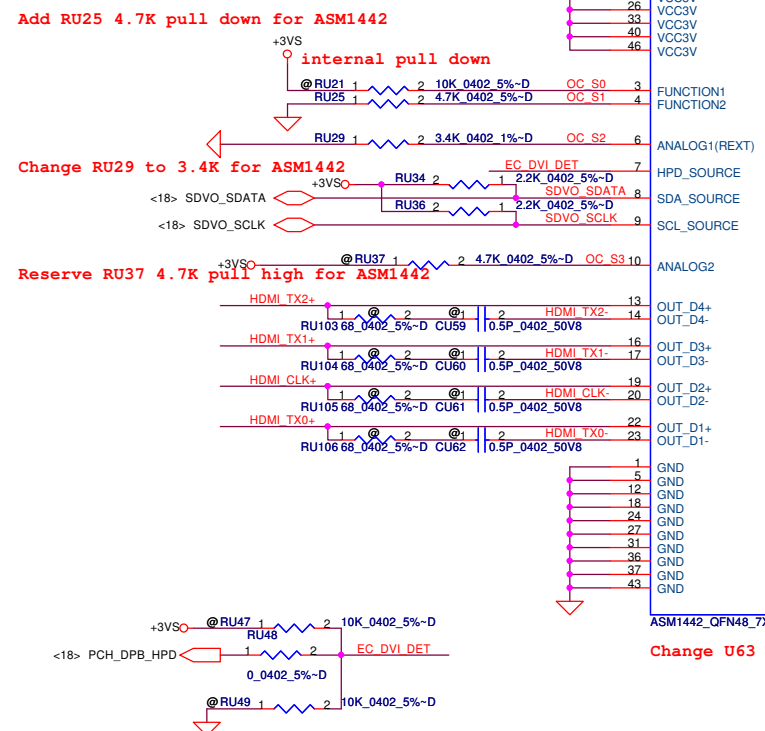 VCC3V
26 VCC3V
33 VCC3V
40 VCC3V
46 VCC3V
Add RU25 4.7K pull down for ASM1442
+3VS
internal pull down
@ RU21 1 2 10K_0402_5%~D OC_S0 3 FUNCTION1
RU25 1 2 4.7K_0402_5%~D OC_S1 4 FUNCTION2
RU29 1 2 3.4K_0402_1%~D OC_S2 6 ANALOG1(REXT)
Change RU29 to 3.4K for ASM1442
EC_DVI_DET 7 HPD_SOURCE
+3VS RU34 2 1 2.2K_0402_5%~D
<18> SDVO_SDATA SDVO_SDATA 8 SDA_SOURCE
RU36 2 1 2.2K_0402_5%~D
<18> SDVO_SCLK SDVO_SCLK 9 SCL_SOURCE
+3VS @ RU37 1 2 4.7K_0402_5%~D OC_S3 10 ANALOG2
Reserve RU37 4.7K pull high for ASM1442
HDMI_TX2+ 13 OUT_D4+
1 @ 2 @ 1 2 HDMI_TX2- 14 OUT_D4-
RU103 68_0402_5%~D CU59 0.5P_0402_50V8
HDMI_TX1+ 16 OUT_D3+
1 @ 2 @ 1 2 HDMI_TX1- 17 OUT_D3-
RU104 68_0402_5%~D CU60 0.5P_0402_50V8
HDMI_CLK+ 19 OUT_D2+
1 @ 2 @ 1 2 HDMI_CLK- 20 OUT_D2-
RU105 68_0402_5%~D CU61 0.5P_0402_50V8
HDMI_TX0+ 22 OUT_D1+
1 @ 2 @ 1 2 HDMI_TX0- 23 OUT_D1-
RU106 68_0402_5%~D CU62 0.5P_0402_50V8
1 GND
5 GND
12 GND
18 GND
24 GND
27 GND
31 GND
36 GND
37 GND
43 GND
ASM1442_QFN48_7X
Change U63
+3VS @ RU47 1 2 10K_0402_5%~D
RU48
<18> PCH_DPB_HPD 1 2 EC_DVI_DET
0_0402_5%~D
@ RU49 1 2 10K_0402_5%~D